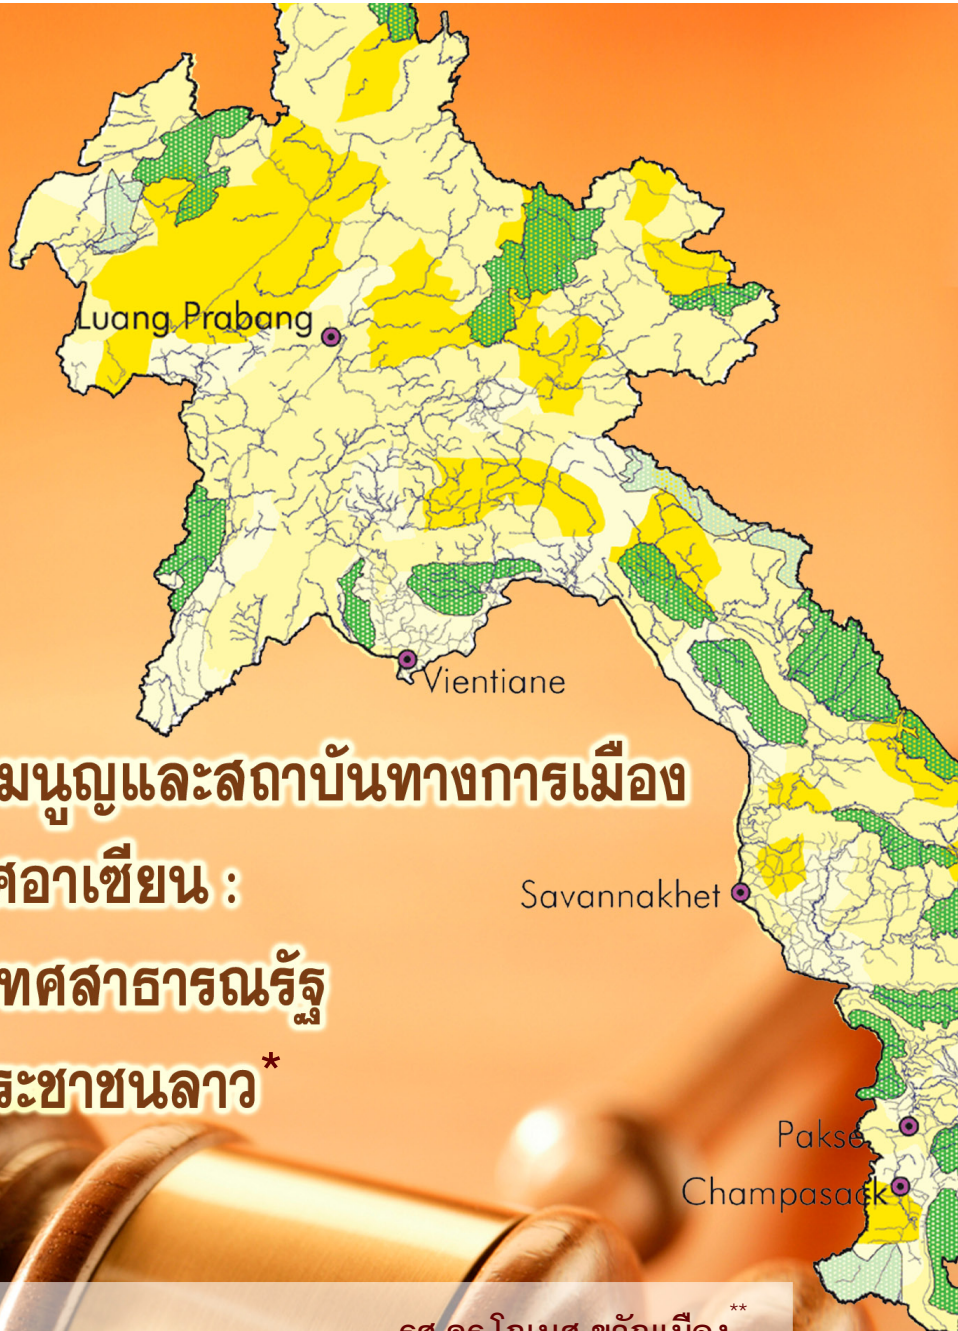 Luang Prabang
Vientiane
มนูญและสถาบันทางการเมือง
ศอาเซียน :
Savannakhet
ทศสาธารณรัฐ
ระชาชนลาว*
Pakse
Champasack
**